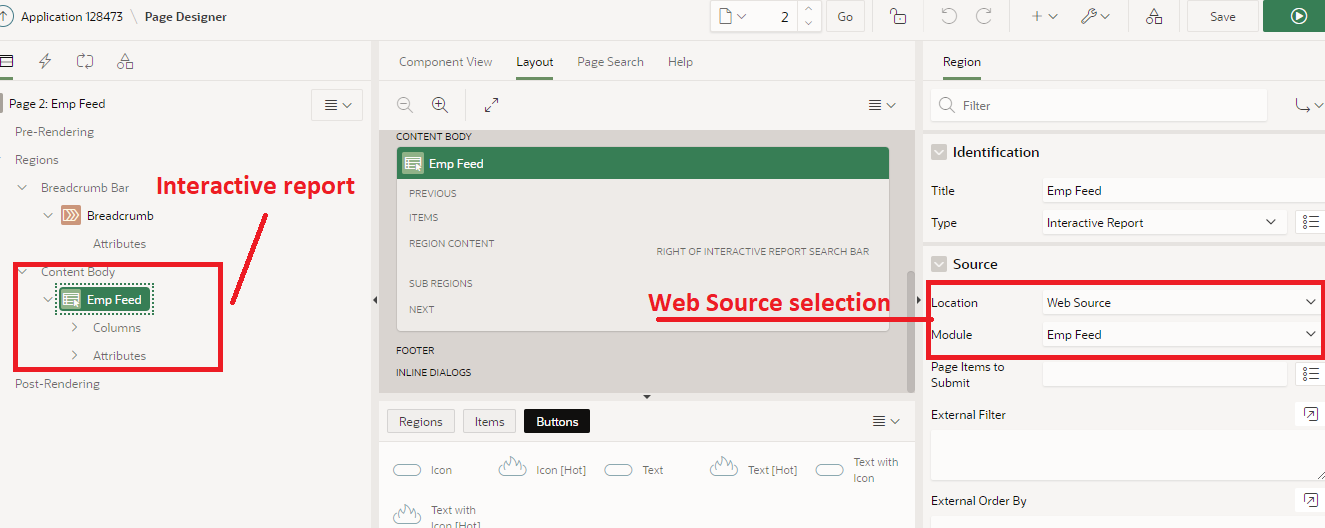 Application 128473 \ Page Designer
2
Go
Save
Page 2: Emp Feed
Pre-Rendering
Regions
Breadcrumb Bar
Breadcrumb
Attributes
Content Body
Emp Feed
Columns
Attributes
Post-Rendering
Interactive report
Component View
Layout
Page Search
Help
CONTENT BODY
Emp Feed
PREVIOUS
ITEMS
REGION CONTENT
RIGHT OF INTERACTIVE REPORT SEARCH BAR
SUB REGIONS
NEXT
Web Source selection
FOOTER
INLINE DIALOGS
Regions
Items
Buttons
Icon
Icon [Hot]
Text
Text [Hot]
Text with
Icon
Text with
Icon [Hot]
Region
Filter
Identification
Title
Emp Feed
Type
Interactive Report
Source
Location
Web Source
Module
Emp Feed
Page Items to
Submit
External Filter
External Order By